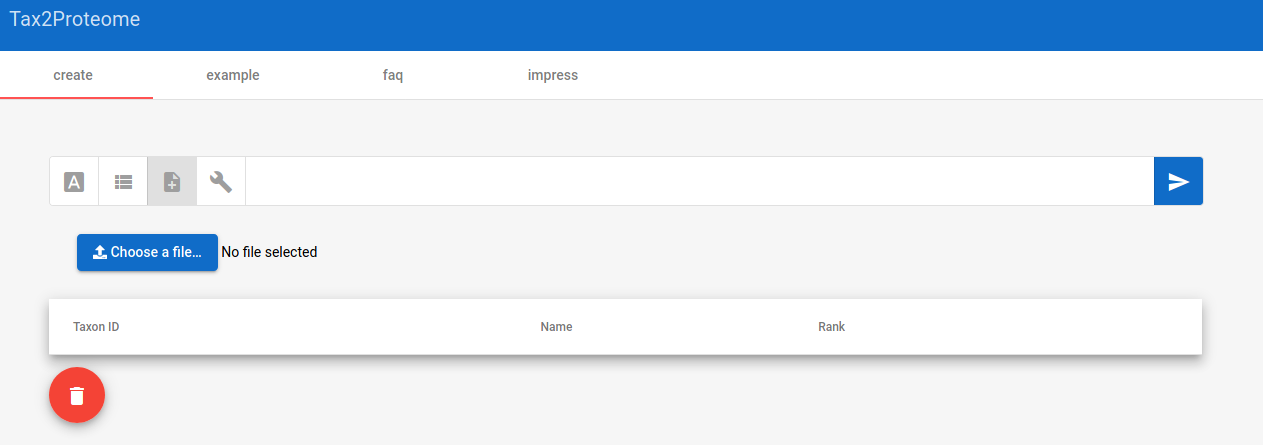 Tax2Proteome
create example faq impress
A
Choose a file… No file selected
Taxon ID Name Rank